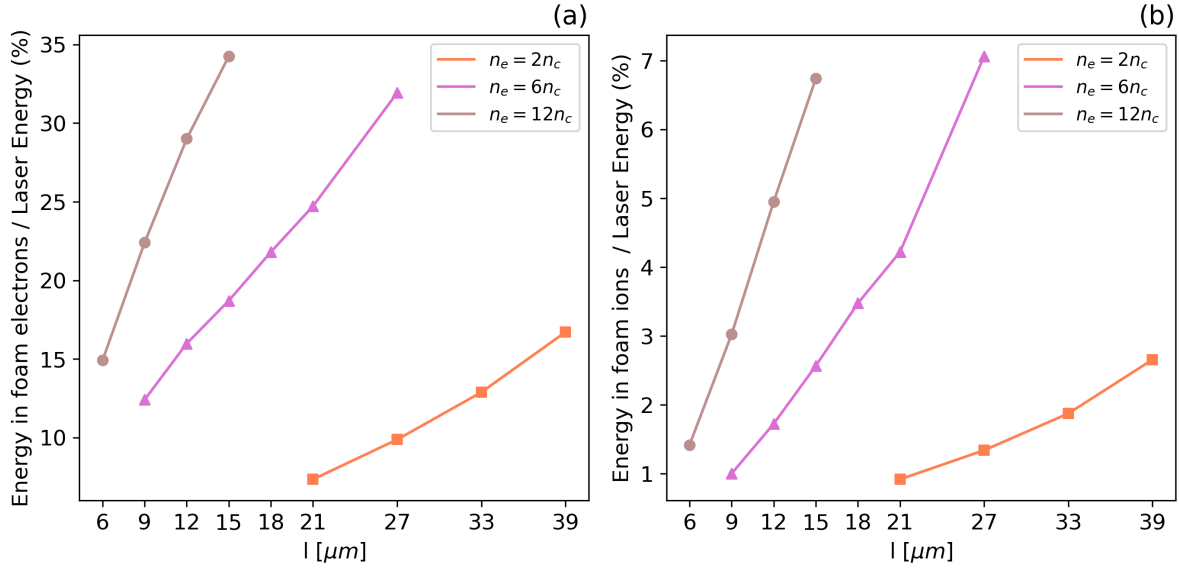 (a)
Energy in foam electrons / Laser Energy (%)
35
30
25
20
15
10
6 9 12 15 18 21 27 33 39
l [μm]
n_e = 2n_c
n_e = 6n_c
n_e = 12n_c
(b)
Energy in foam ions / Laser Energy (%)
7
6
5
4
3
2
1
6 9 12 15 18 21 27 33 39
l [μm]
n_e = 2n_c
n_e = 6n_c
n_e = 12n_c